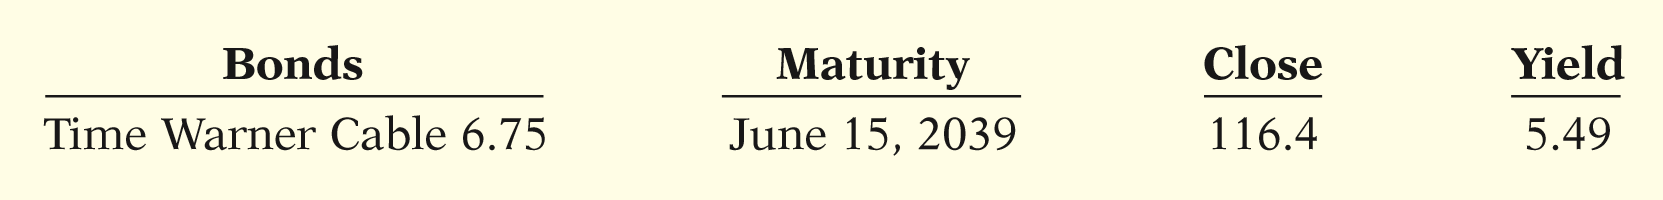 Bonds Maturity Close Yield
Time Warner Cable 6.75 June 15, 2039 116.4 5.49